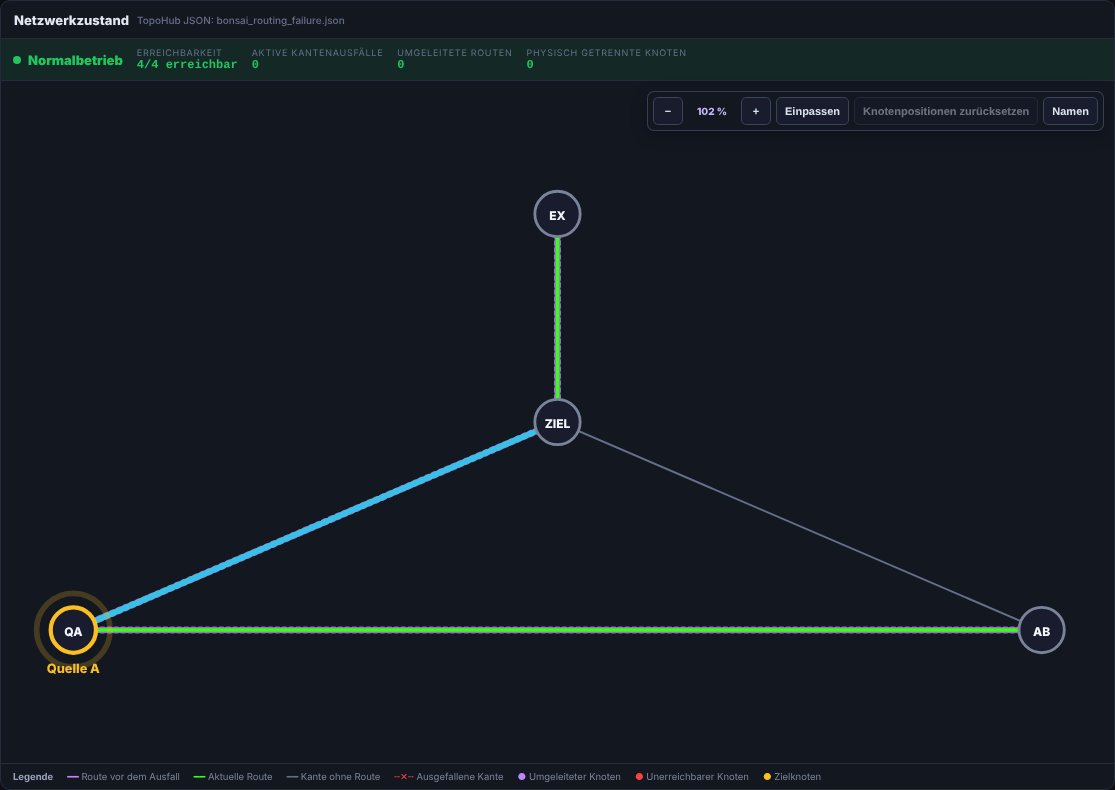 Netzwerkzustand TopoHub JSON: bonsai_routing_failure.json
Normalbetrieb
ERREICHBARKEIT AKTIVE KANTENAUSFÄLLE UMGELEITETE ROUTEN PHYSISCH GETRENNTE KNOTEN
4/4 erreichbar 0 0 0
− 102 % + Einpassen Knotenpositionen zurücksetzen Namen
EX
ZIEL
QA AB
Quelle A
Legende Route vor dem Ausfall Aktuelle Route Kante ohne Route Ausgefallene Kante Umgeleiteter Knoten Unerreichbarer Knoten Zielknoten